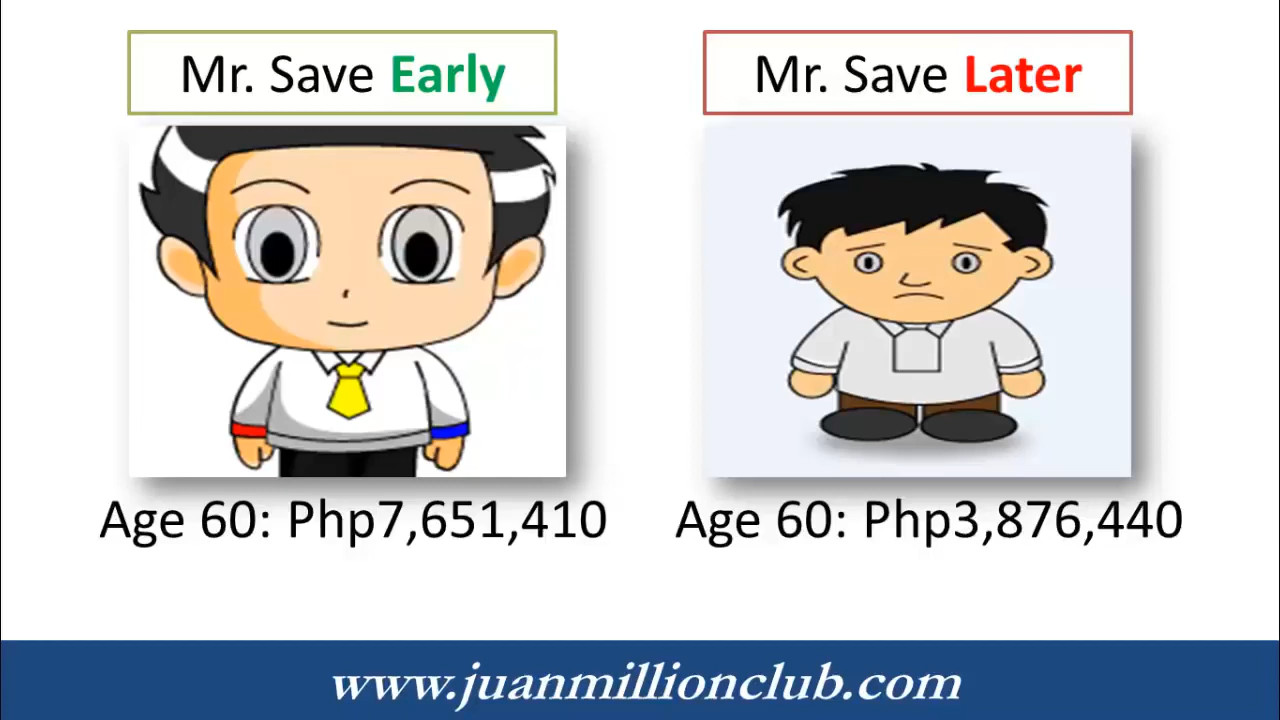 Mr. Save Early
Mr. Save Later
Age 60: Php7,651,410
Age 60: Php3,876,440
www.juanmillionclub.com